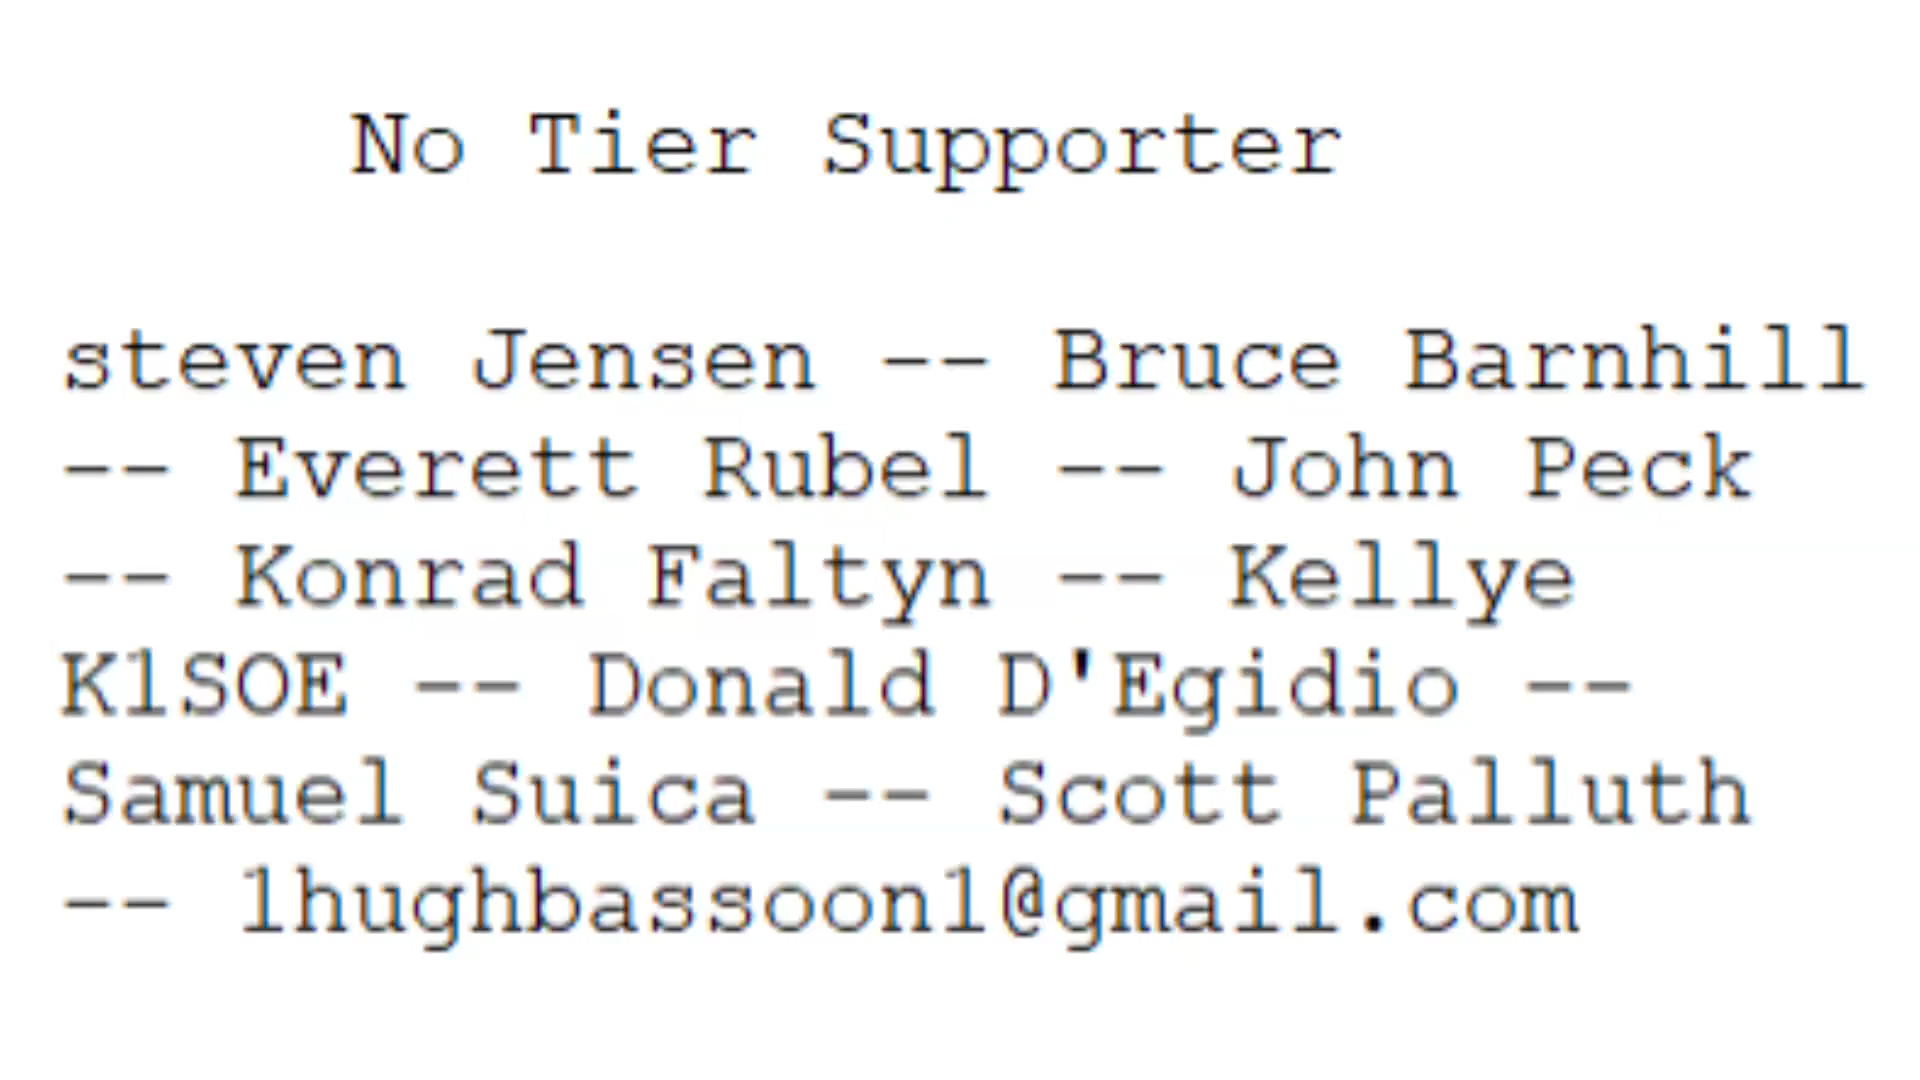 No Tier Supporter
steven Jensen -- Bruce Barnhill
-- Everett Rubel -- John Peck
-- Konrad Faltyn -- Kellye
K1SOE -- Donald D'Egidio --
Samuel Suica -- Scott Palluth
-- 1hughbassoon1@gmail.com